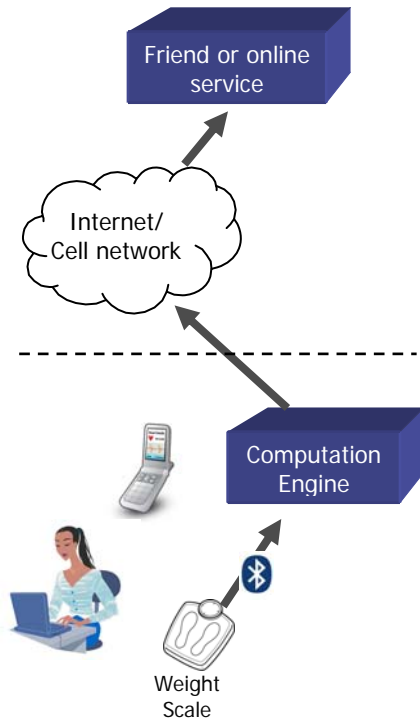 Friend or online
service
Internet/
Cell network
Computation
Engine
Weight
Scale